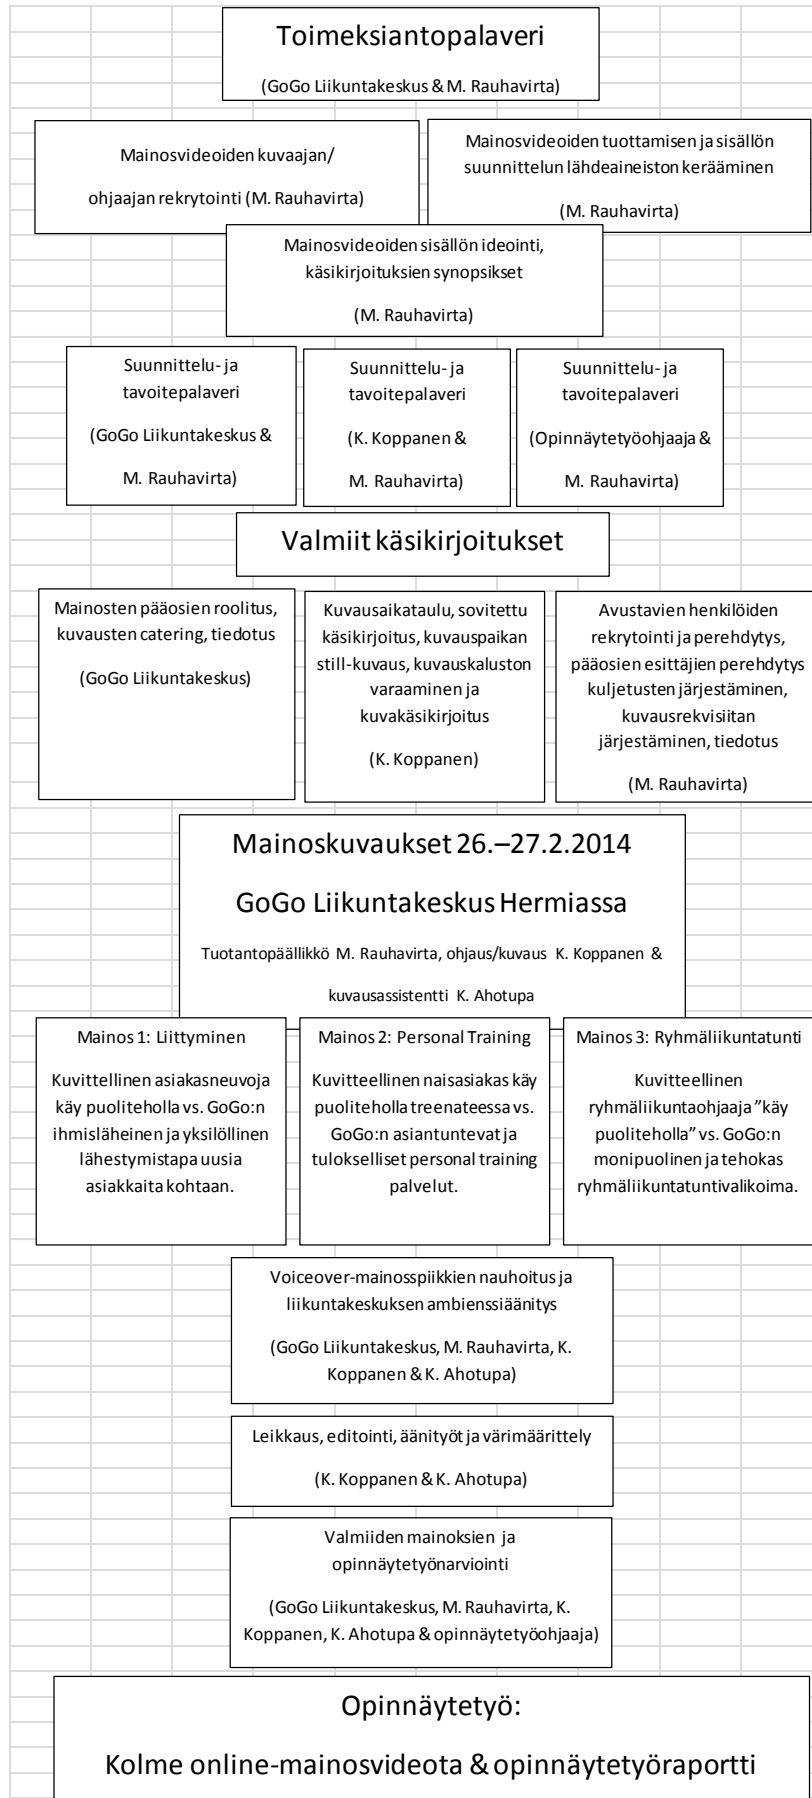 Toimeksiantopalaveri
(GoGo Liikuntakeskus & M. Rauhavirta)
Mainosvideoiden kuvaajan/
ohjaajan rekrytointi (M. Rauhavirta)
Mainosvideoiden tuottamisen ja sisällön
suunnittelun lähdeaineiston kerääminen
(M. Rauhavirta)
Mainosvideoiden sisällön ideointi,
käsikirjoituksien synopsikset
(M. Rauhavirta)
Suunnittelu- ja
tavoitepalaveri
(GoGo Liikuntakeskus &
M. Rauhavirta)
Suunnittelu- ja
tavoitepalaveri
(K. Koppanen &
M. Rauhavirta)
Suunnittelu- ja
tavoitepalaveri
(Opinnäytetyöohjaaja &
M. Rauhavirta)
Valmiit käsikirjoitukset
Mainosten pääosien roolitus,
kuvausten catering, tiedotus
(GoGo Liikuntakeskus)
Kuvausaikataulu, sovitettu
käsikirjoitus, kuvauspaikan
still-kuvaus, kuvauskaluston
varaaminen ja
kuvakäsikirjoitus
(K. Koppanen)
Avustavien henkilöiden
rekrytointi ja perehdytys,
pääosien esittäjien perehdytys
kuljetusten järjestäminen,
kuvausrekvisiitan
järjestäminen, tiedotus
(M. Rauhavirta)
Mainoskuvaukset 26.–27.2.2014
GoGo Liikuntakeskus Hermiassa
Tuotantopäällikkö M. Rauhavirta, ohjaus/kuvaus K. Koppanen &
kuvausassistentti K. Ahotupa
Mainos 1: Liittyminen
Kuvittellinen asiakasneuvoja
käy puoliteholla vs. GoGo:n
ihmisläheinen ja yksilöllinen
lähestymistapa uusia
asiakkaita kohtaan.
Mainos 2: Personal Training
Kuvitteellinen naisasiakas käy
puoliteholla treenateessa vs.
GoGo:n asiantuntevat ja
tulokselliset personal training
palvelut.
Mainos 3: Ryhmäliikuntatunti
Kuvitteellinen
ryhmäliikuntaohjaaja ”käy
puoliteholla” vs. GoGo:n
monipuolinen ja tehokas
ryhmäliikuntatuntivalikoima.
Voiceover-mainosspiikkien nauhoitus ja
liikuntakeskuksen ambienssiäänitys
(GoGo Liikuntakeskus, M. Rauhavirta, K.
Koppanen & K. Ahotupa)
Leikkaus, editointi, äänityöt ja värimäärittely
(K. Koppanen & K. Ahotupa)
Valmiiden mainoksien ja
opinnäytetyönarviointi
(GoGo Liikuntakeskus, M. Rauhavirta, K.
Koppanen, K. Ahotupa & opinnäytetyöohjaaja)
Opinnäytetyö:
Kolme online-mainosvideota & opinnäytetyöraportti